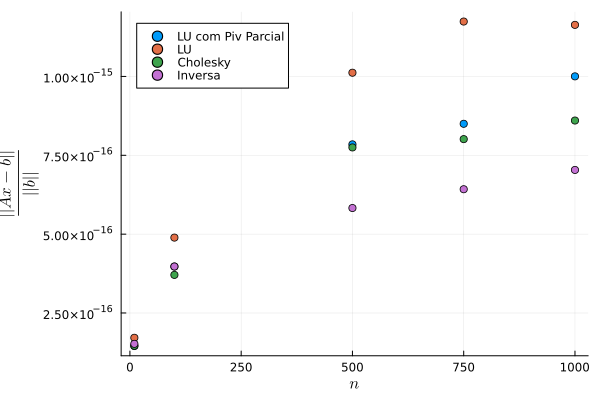 LU com Piv Parcial
LU
Cholesky
Inversa
1.00×10⁻¹⁵
7.50×10⁻¹⁶
5.00×10⁻¹⁶
2.50×10⁻¹⁶
||Ax − b||
||b||
0 250 500 750 1000
n